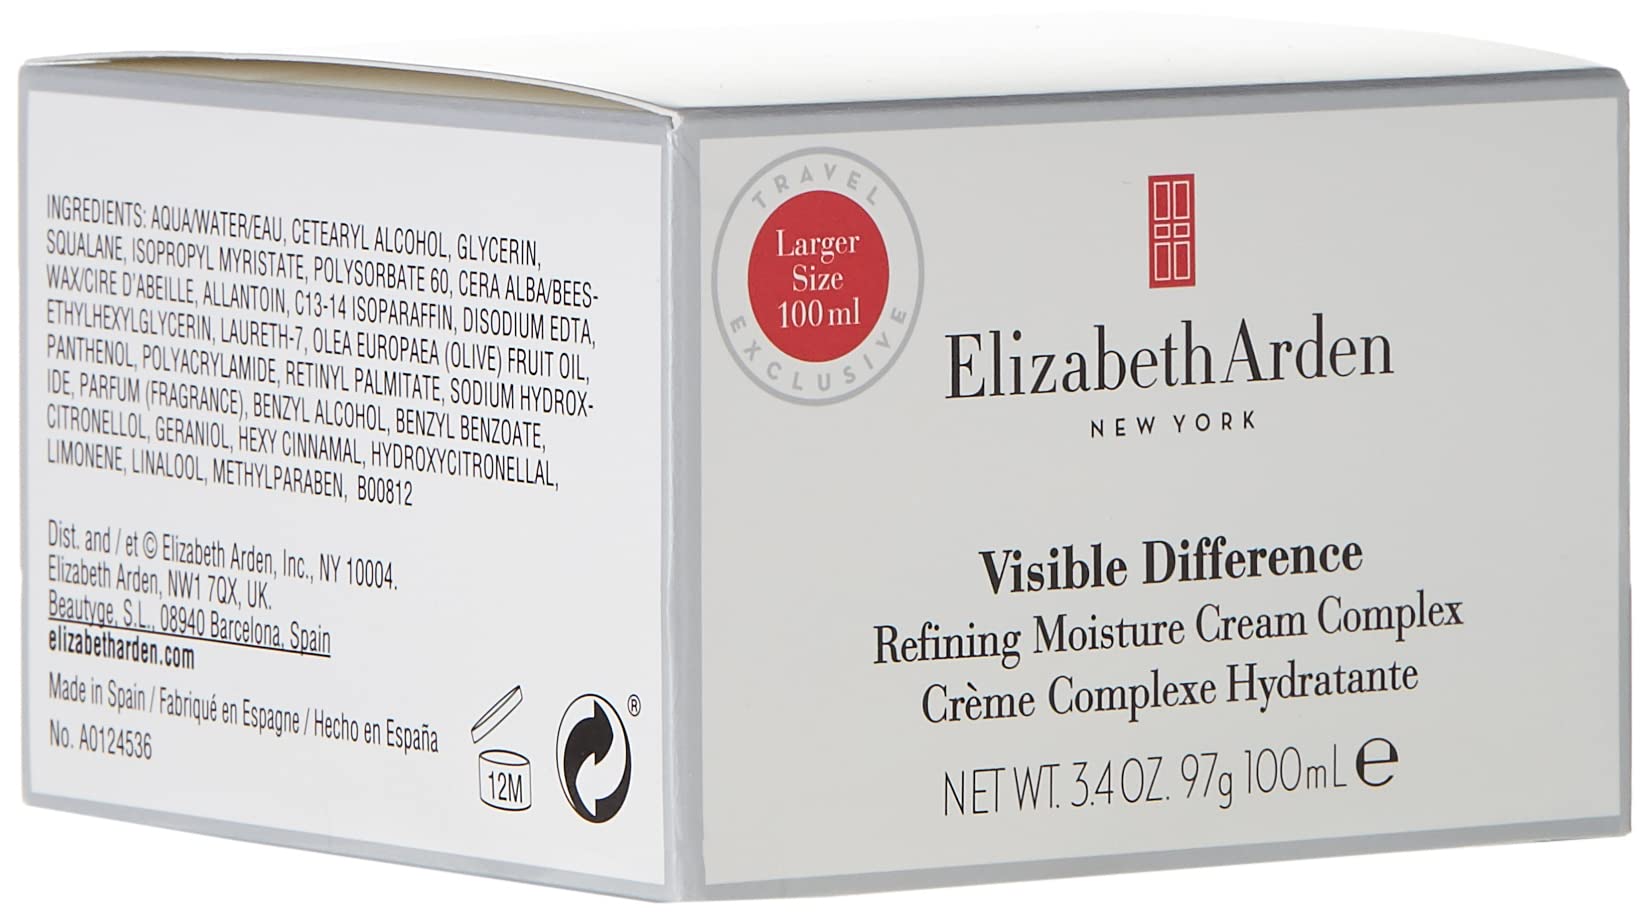 INGREDIENTS: AQUA/WATER/EAU, CETEARYL ALCOHOL, GLYCERIN,
SQUALANE, ISOPROPYL MYRISTATE, POLYSORBATE 60, CERA ALBA/BEES-
WAX/CIRE D'ABEILLE, ALLANTOIN, C13-14 ISOPARAFFIN, DISODIUM EDTA,
ETHYLHEXYLGLYCERIN, LAURETH-7, OLEA EUROPAEA (OLIVE) FRUIT OIL,
PANTHENOL, POLYACRYLAMIDE, RETINYL PALMITATE, SODIUM HYDROX-
IDE, PARFUM (FRAGRANCE), BENZYL ALCOHOL, BENZYL BENZOATE,
CITRONELLOL, GERANIOL, HEXY CINNAMAL, HYDROXYCITRONELLAL,
LIMONENE, LINALOOL, METHYLPARABEN, B00812
Dist. and / et © Elizabeth Arden, Inc., NY 10004.
Elizabeth Arden, NW1 7QX, UK.
Beautyge, S.L., 08940 Barcelona, Spain
elizabetharden.com
Made in Spain / Fabriqué en Espagne / Hecho en España
No. A0124536
12M
®
TRAVEL
Larger
Size
100 ml
EXCLUSIVE
Elizabeth Arden
NEW YORK
Visible Difference
Refining Moisture Cream Complex
Crème Complexe Hydratante
NET WT. 3.4 OZ. 97g 100mL ℮